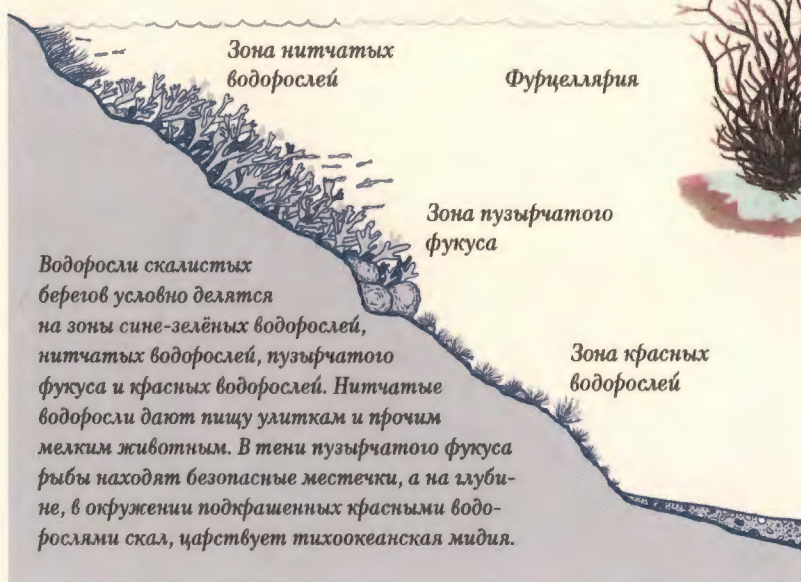 Зона нитчатых
водорослей
Фурцеллярия
Зона пузырчатого
фукуса
Водоросли скалистых
берегов условно делятся
на зоны сине-зелёных водорослей,
нитчатых водорослей, пузырчатого
фукуса и красных водорослей. Нитчатые
водоросли дают пищу улиткам и прочим
мелким животным. В тени пузырчатого фукуса
рыбы находят безопасные местечки, а на глуби-
не, в окружении подкрашенных красными водо-
рослями скал, царствует тихоокеанская мидия.
Зона красных
водорослей